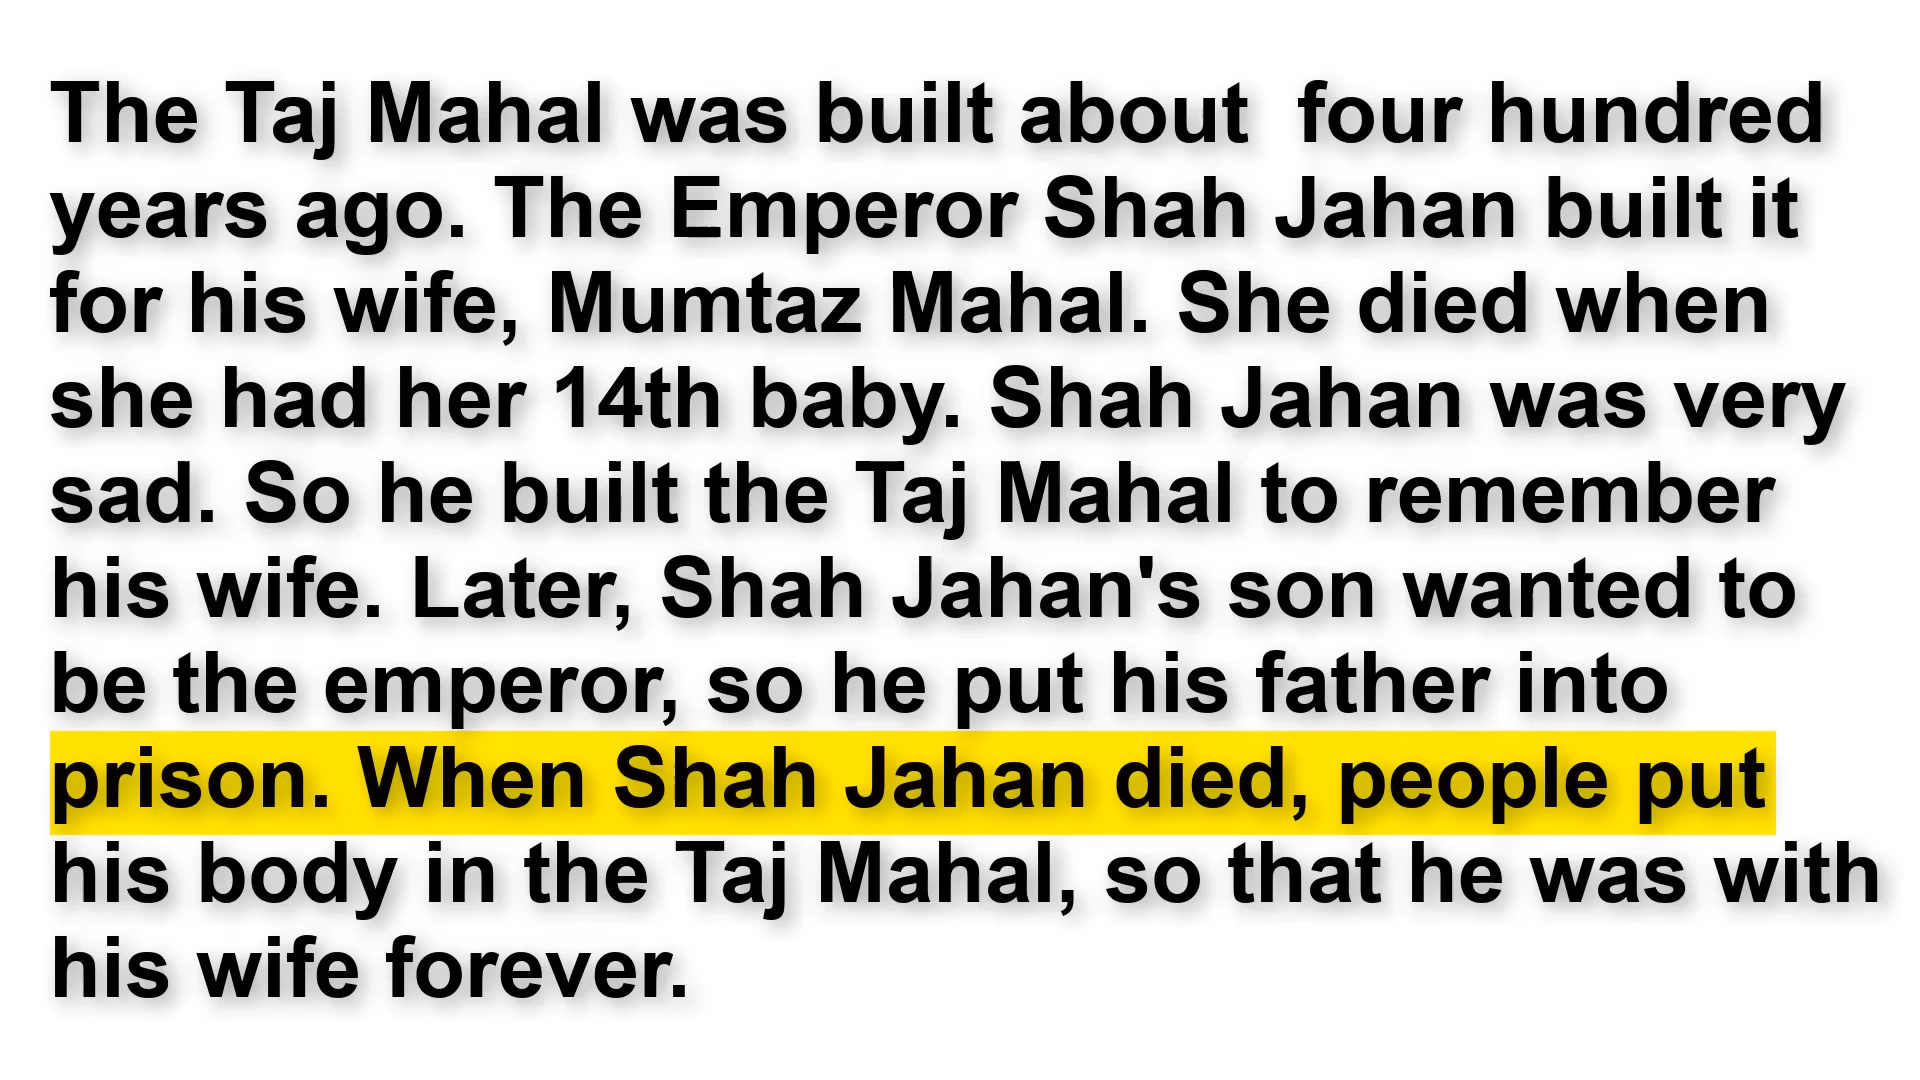 The Taj Mahal was built about  four hundred
years ago. The Emperor Shah Jahan built it
for his wife, Mumtaz Mahal. She died when
she had her 14th baby. Shah Jahan was very
sad. So he built the Taj Mahal to remember
his wife. Later, Shah Jahan's son wanted to
be the emperor, so he put his father into
prison. When Shah Jahan died, people put
his body in the Taj Mahal, so that he was with
his wife forever.